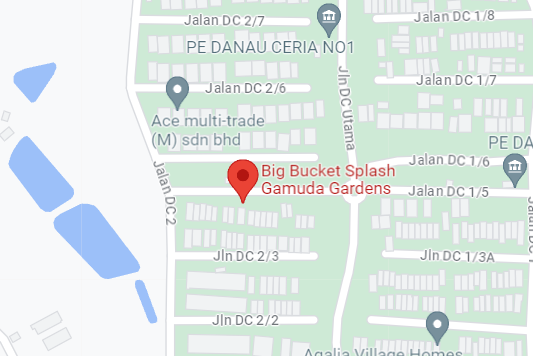 Jalan DC 2/7
Jalan DC 1/8
PE DANAU CERIA NO1
Jln DC Utama
Jalan DC 1/7
Jalan DC 2/6
Ace multi-trade
(M) sdn bhd
PE DA
Jalan DC 1/6
Jalan DC 2
Big Bucket Splash
Gamuda Gardens
Jalan DC 1/5
Jln DC 2/3
Jln DC 1/3A
Jln DC 2/2
Agalia Village Homes